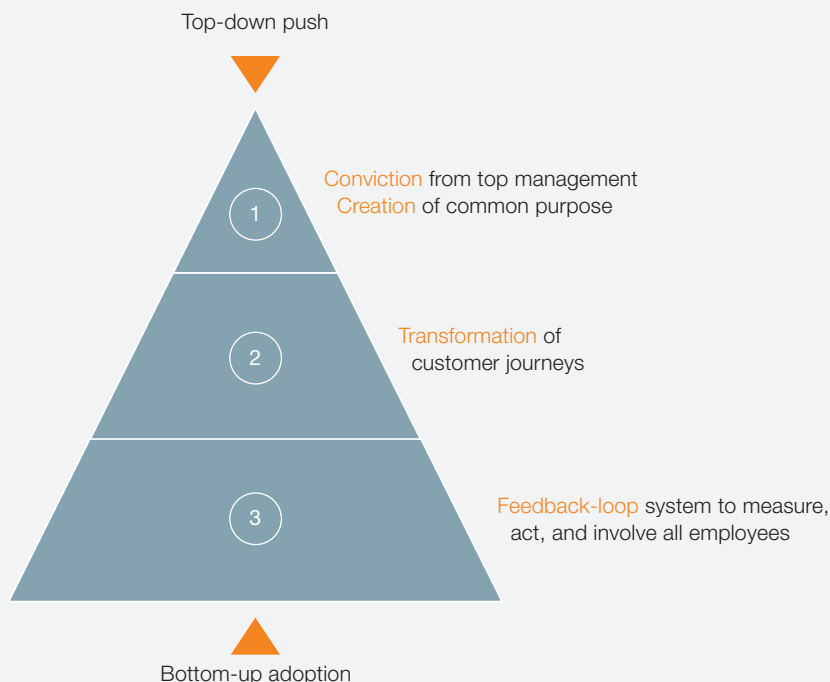 Top-down push
1
Conviction from top management
Creation of common purpose
2
Transformation of
customer journeys
3
Feedback-loop system to measure,
act, and involve all employees
Bottom-up adoption